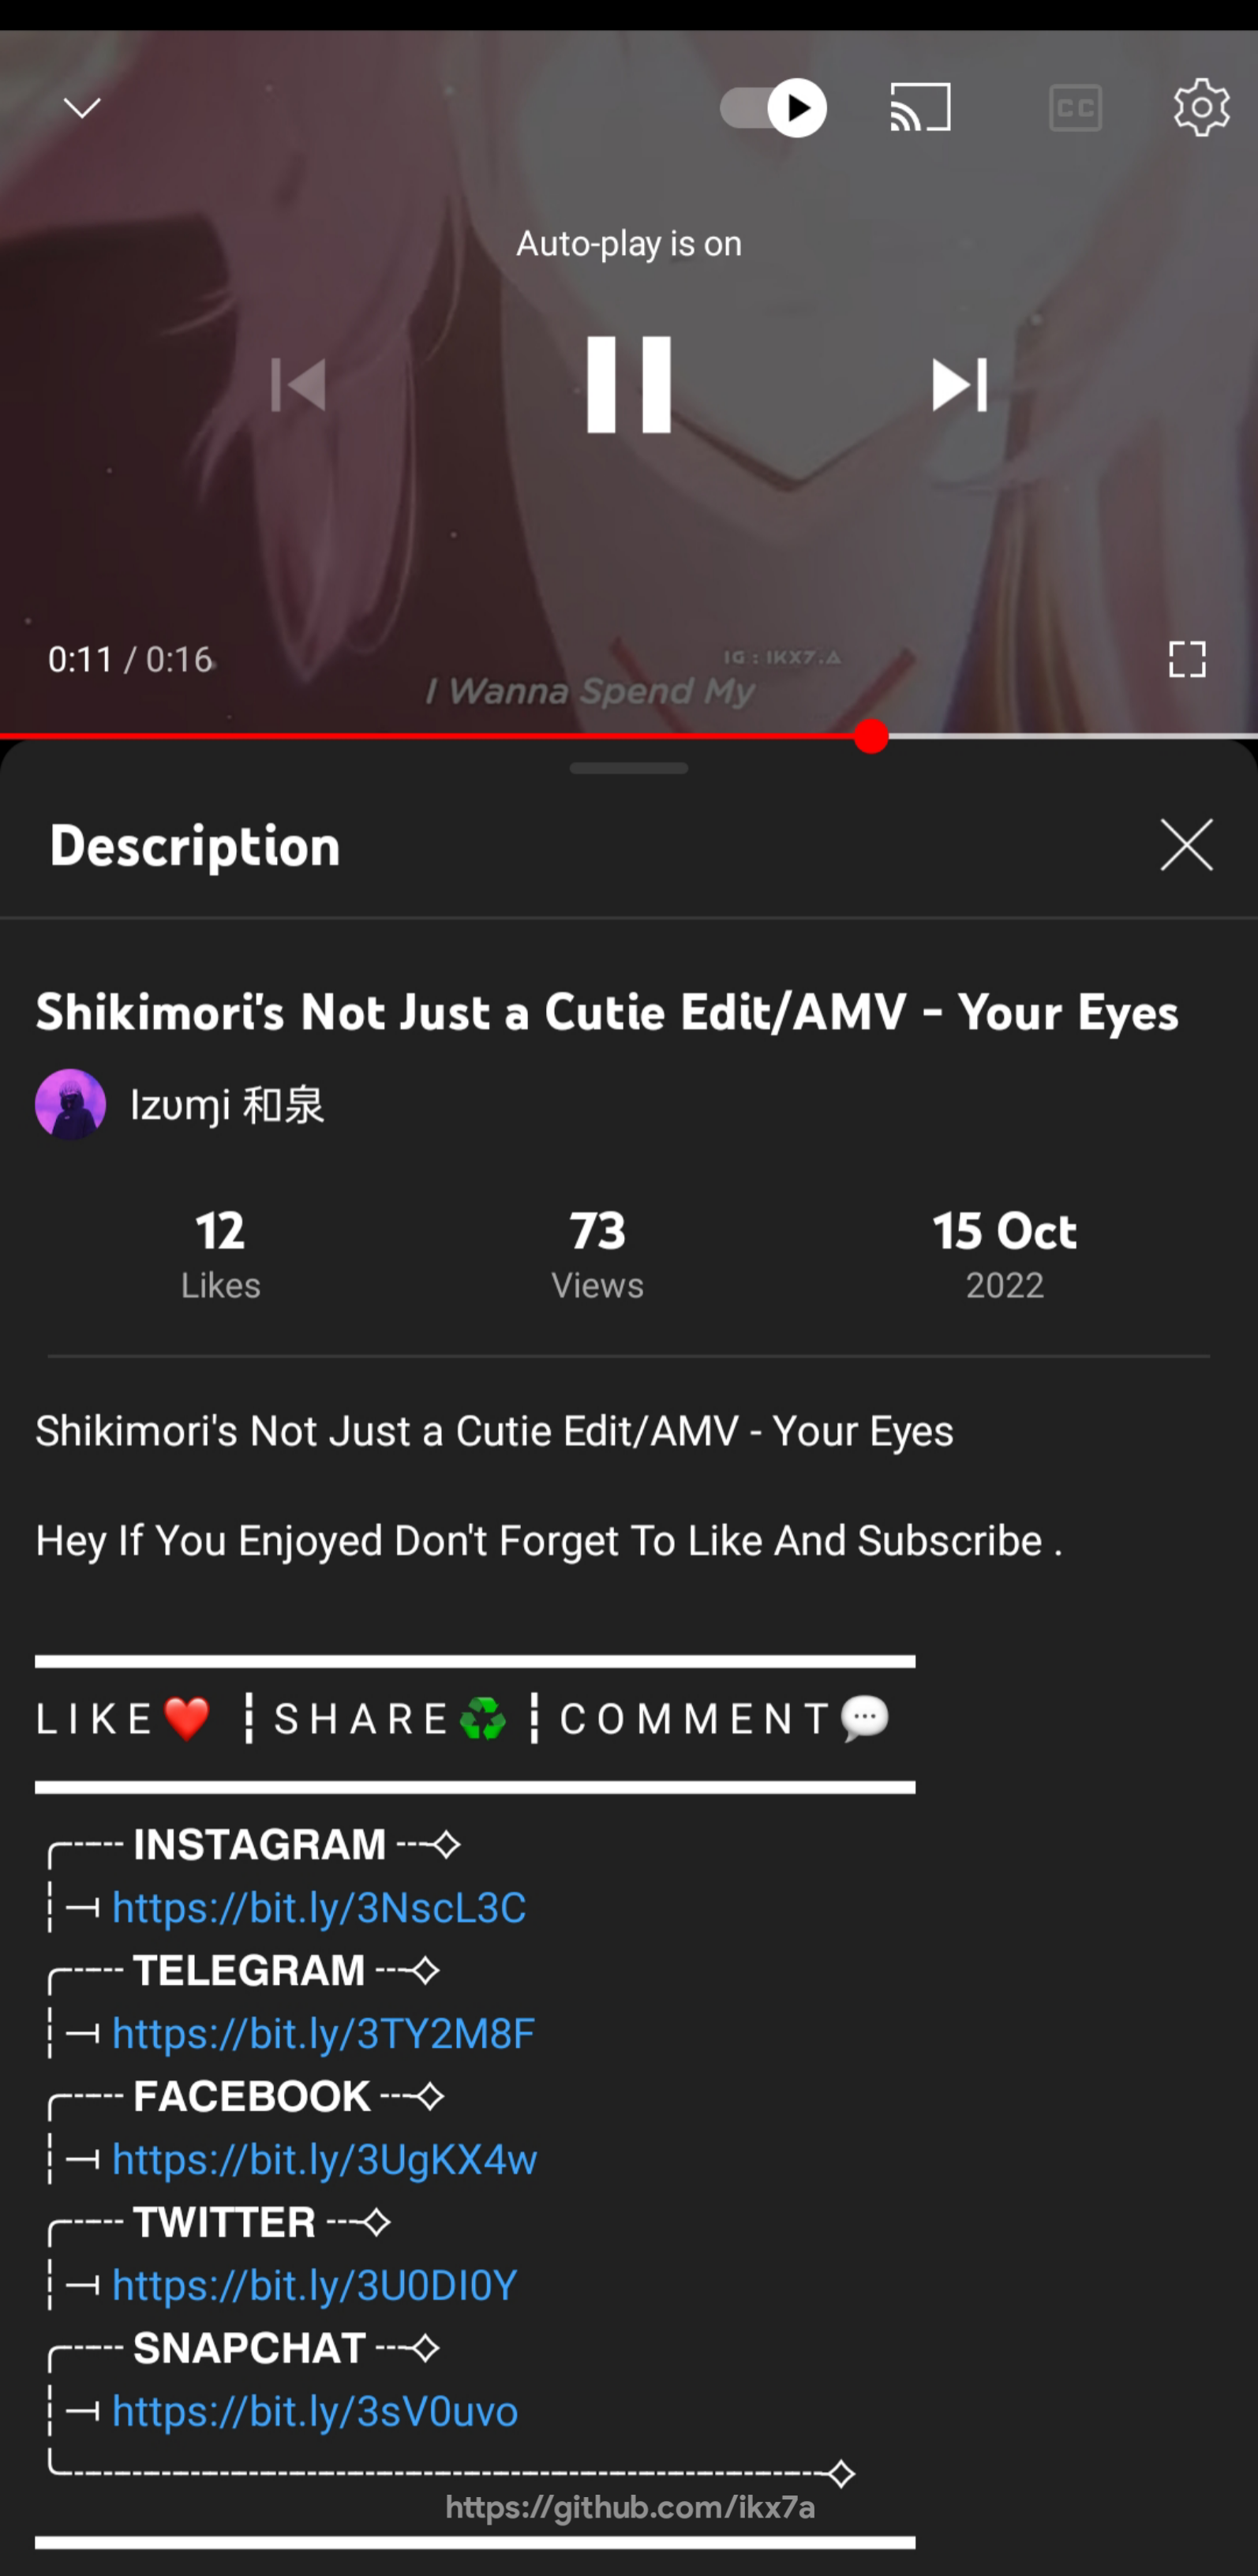 CC
Auto-play is on
0:11 / 0:16
IG : IKX7.A
I Wanna Spend My
Description
Shikimori's Not Just a Cutie Edit/AMV - Your Eyes
Izυɱi 和泉
12
Likes
73
Views
15 Oct
2022
Shikimori's Not Just a Cutie Edit/AMV - Your Eyes
Hey If You Enjoyed Don't Forget To Like And Subscribe .
L I K E ❤️ ┇ S H A R E ♻️ ┇ C O M M E N T 💬
INSTAGRAM
https://bit.ly/3NscL3C
TELEGRAM
https://bit.ly/3TY2M8F
FACEBOOK
https://bit.ly/3UgKX4w
TWITTER
https://bit.ly/3U0DI0Y
SNAPCHAT
https://bit.ly/3sV0uvo
https://github.com/ikx7a